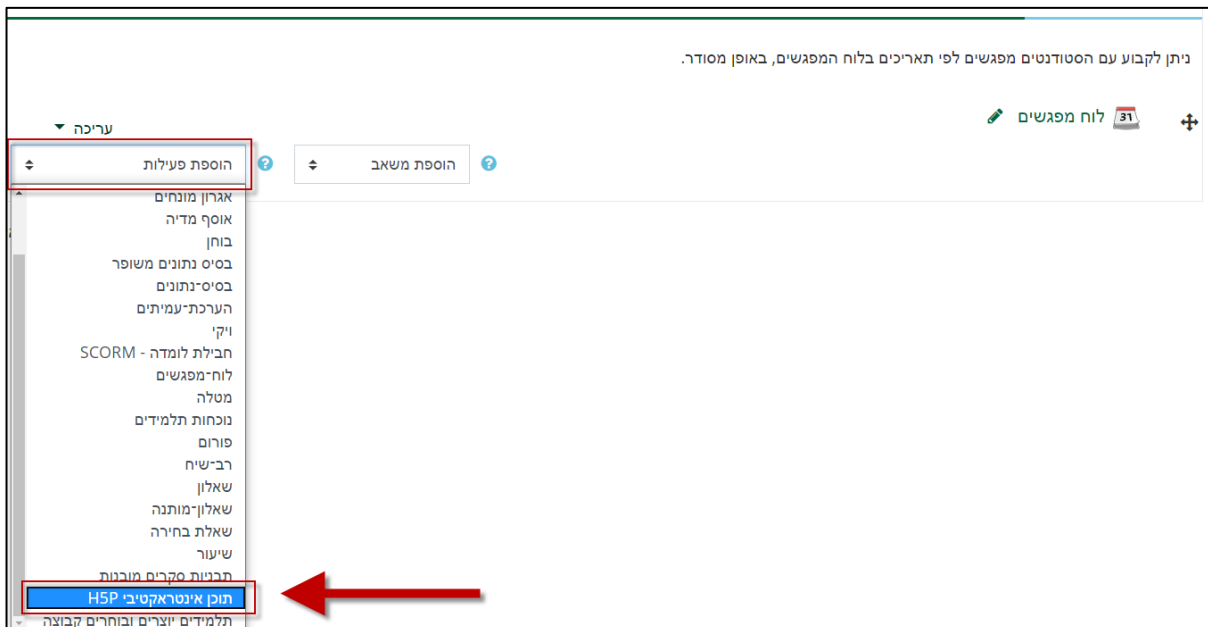 ניתן לקבוע עם הסטודנטים מפגשים לפי תאריכים בלוח המפגשים, באופן מסודר.
31 לוח מפגשים
עריכה
הוספת משאב
הוספת פעילות
אגרון מונחים
אוסף מדיה
בוחן
בסיס נתונים משופר
בסיס־נתונים
הערכת־עמיתים
ויקי
חבילת לומדה - SCORM
לוח־מפגשים
מטלה
נוכחות תלמידים
פורום
רב־שיח
שאלון
שאלון־מותנה
שאלת בחירה
שיעור
תבניות סקרים מובנות
תוכן אינטראקטיבי H5P
תלמידים יוצרים ובוחרים קבוצה